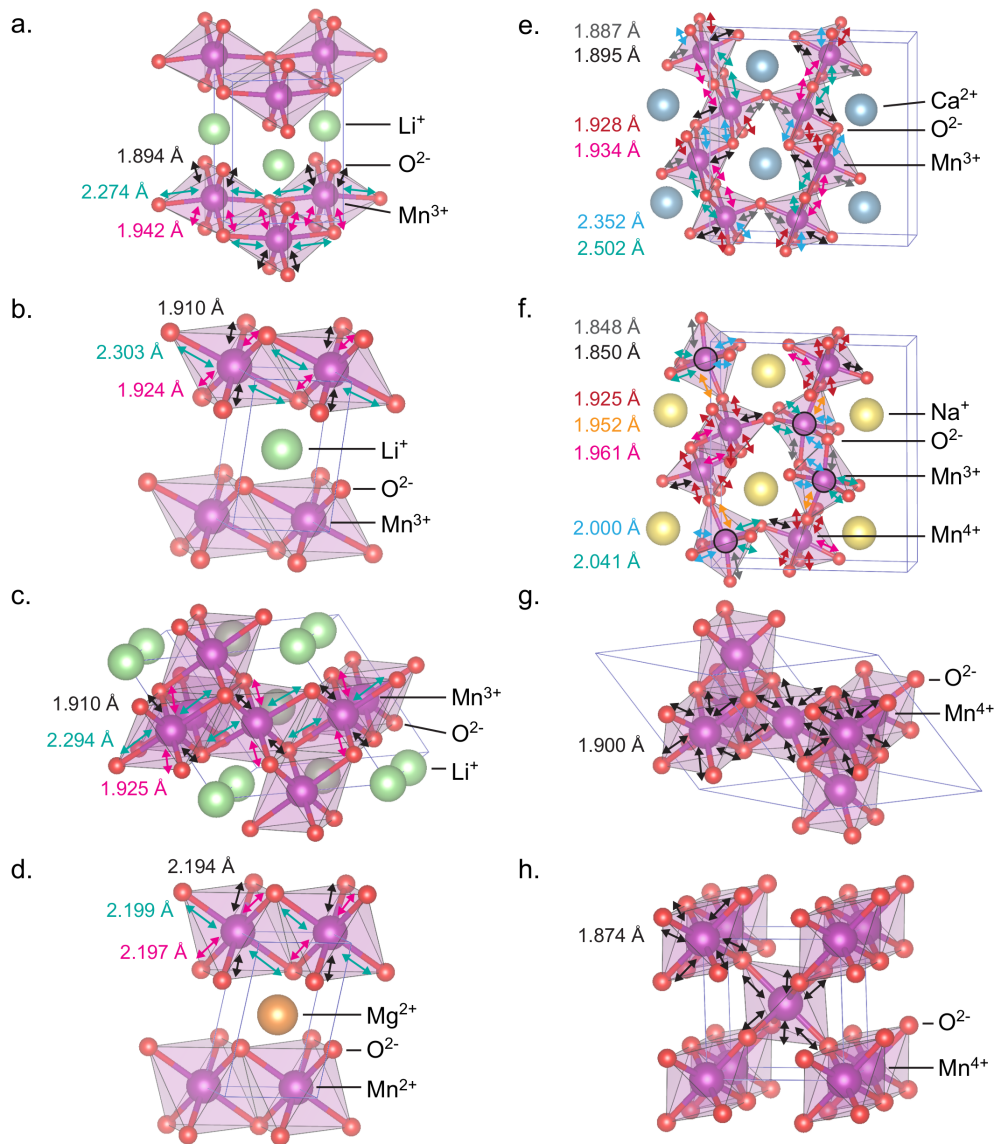 a.
Li⁺
1.894 Å
O²⁻
2.274 Å
Mn³⁺
1.942 Å
b.
1.910 Å
2.303 Å
1.924 Å
Li⁺
O²⁻
Mn³⁺
c.
1.910 Å
Mn³⁺
2.294 Å
O²⁻
1.925 Å
Li⁺
d.
2.194 Å
2.199 Å
2.197 Å
Mg²⁺
O²⁻
Mn²⁺
e.
1.887 Å
1.895 Å
Ca²⁺
1.928 Å
O²⁻
1.934 Å
Mn³⁺
2.352 Å
2.502 Å
f.
1.848 Å
1.850 Å
1.925 Å
Na⁺
1.952 Å
O²⁻
1.961 Å
Mn³⁺
2.000 Å
Mn⁴⁺
2.041 Å
g.
O²⁻
Mn⁴⁺
1.900 Å
h.
1.874 Å
O²⁻
Mn⁴⁺